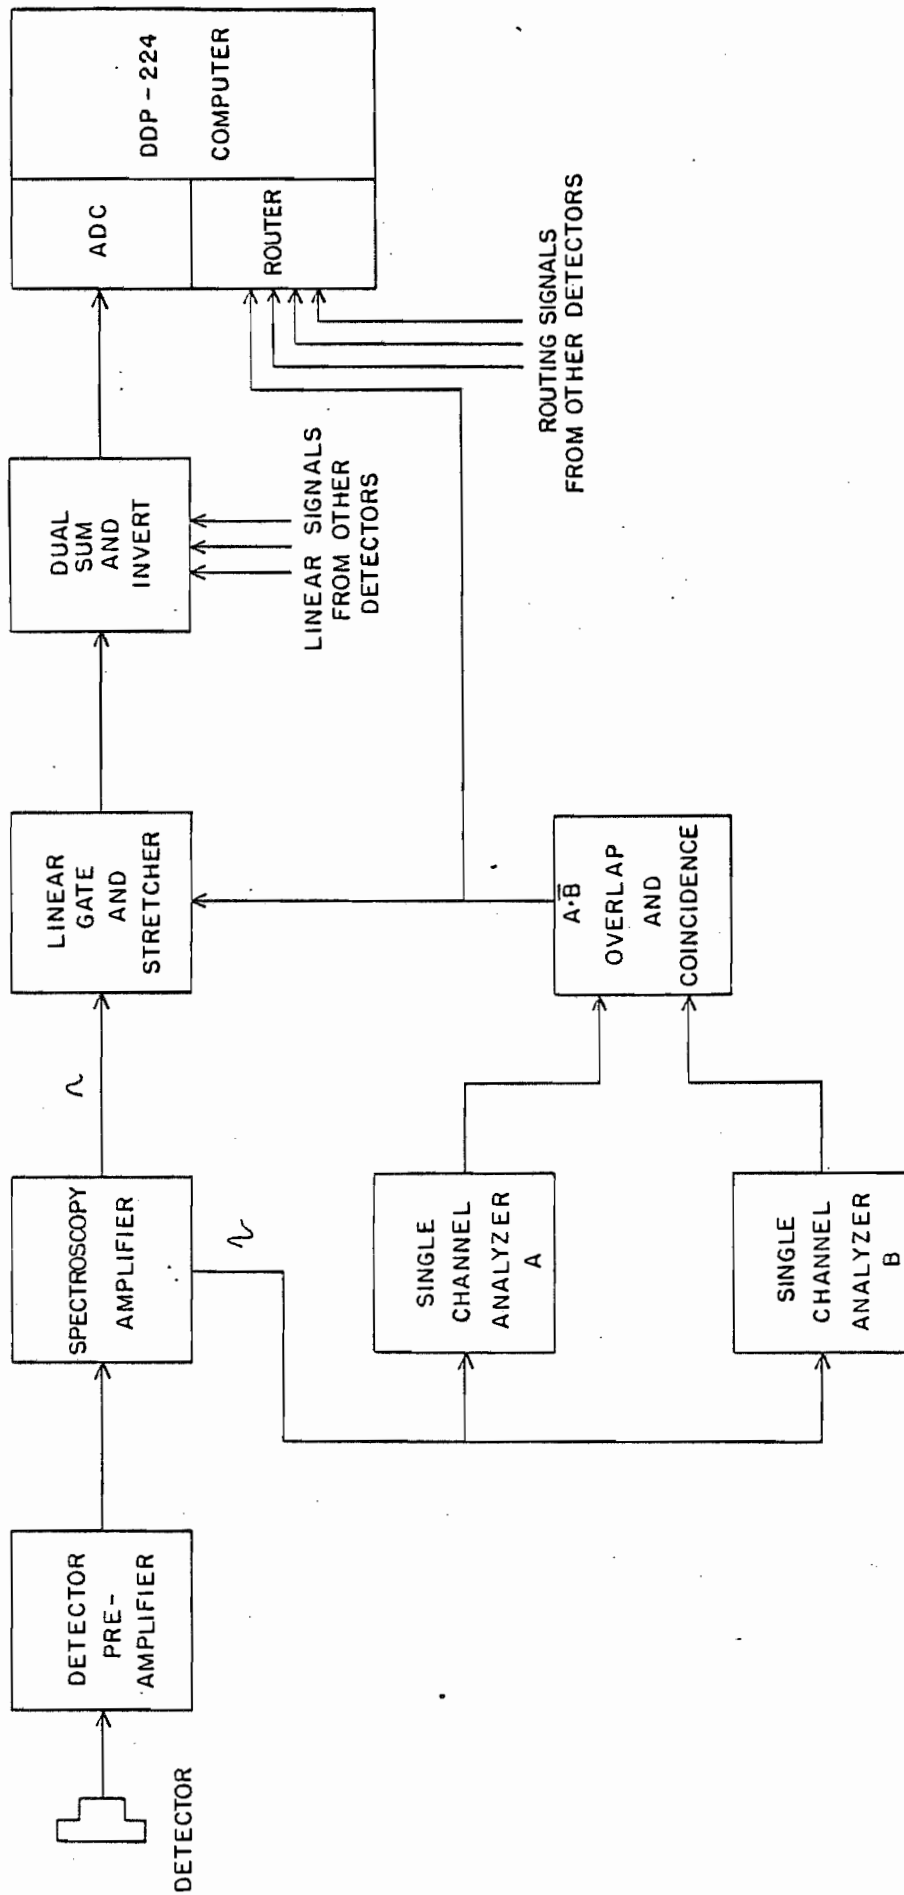 DETECTOR
DETECTOR
PRE-
AMPLIFIER
SPECTROSCOPY
AMPLIFIER
LINEAR
GATE
AND
STRETCHER
DUAL
SUM
AND
INVERT
ADC
ROUTER
DDP-224
COMPUTER
LINEAR SIGNALS
FROM OTHER
DETECTORS
ROUTING SIGNALS
FROM OTHER DETECTORS
SINGLE
CHANNEL
ANALYZER
A
SINGLE
CHANNEL
ANALYZER
B
A·B̅
OVERLAP
AND
COINCIDENCE